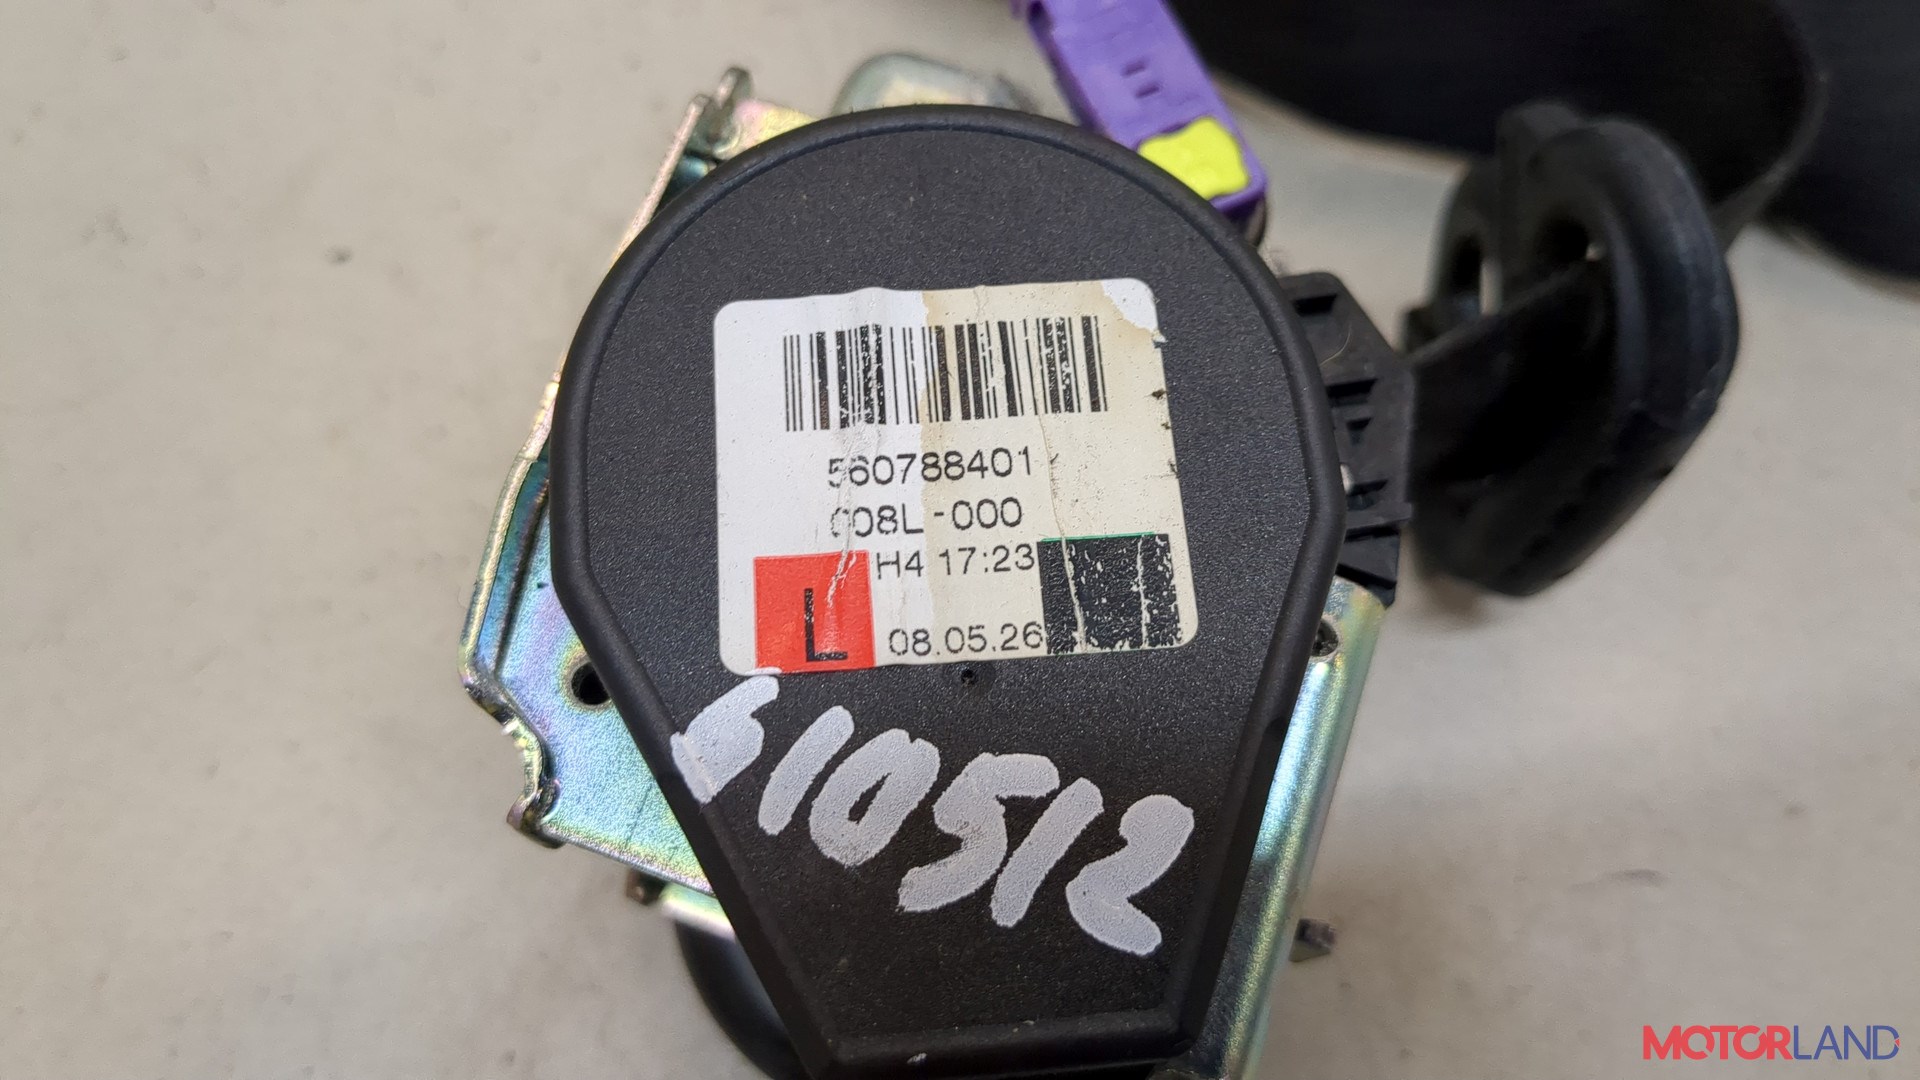 560788401
008L-000
H4 17:23
L
08.05.26
610512
MOTORLAND